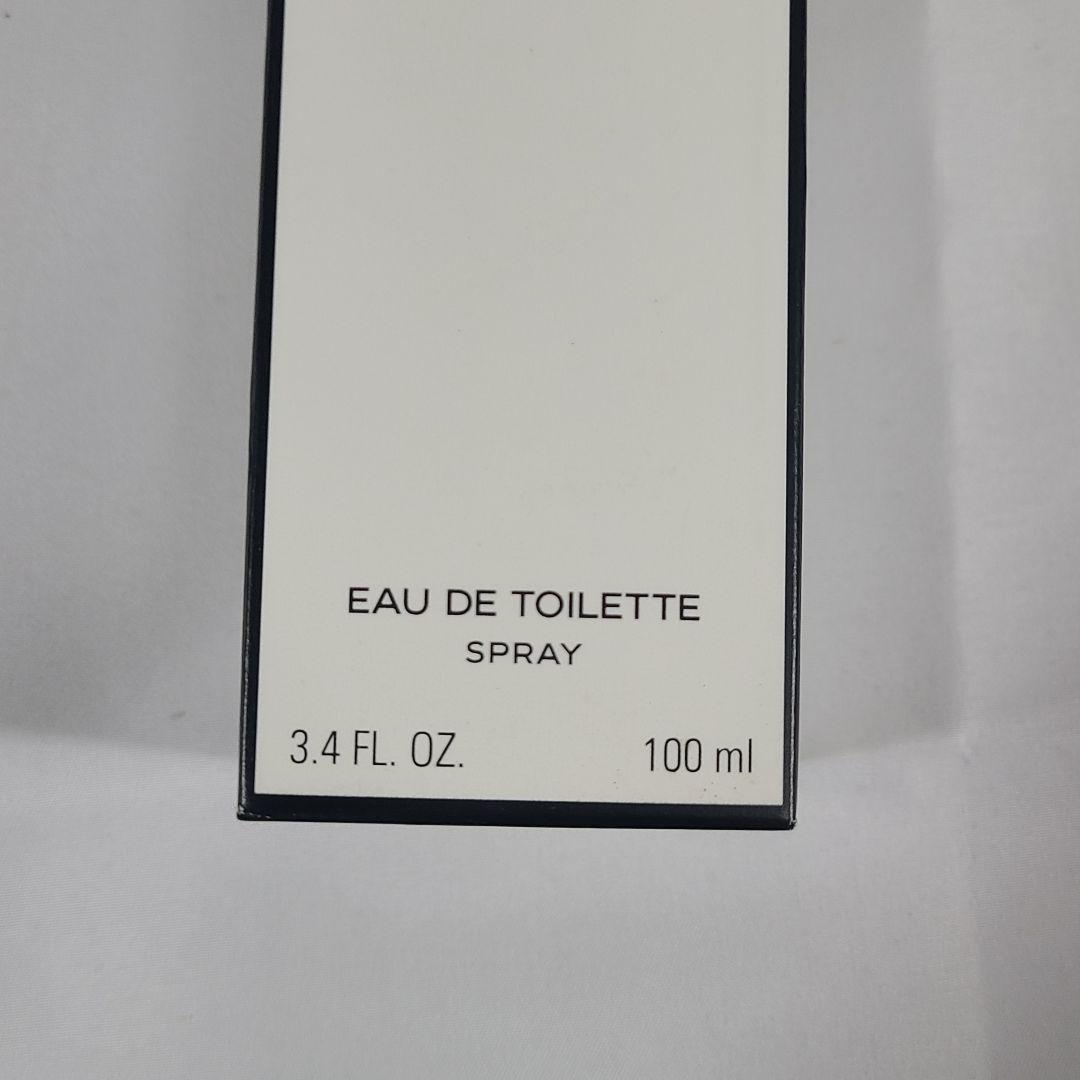 EAU DE TOILETTE
SPRAY
3.4 FL. OZ. 100 ml